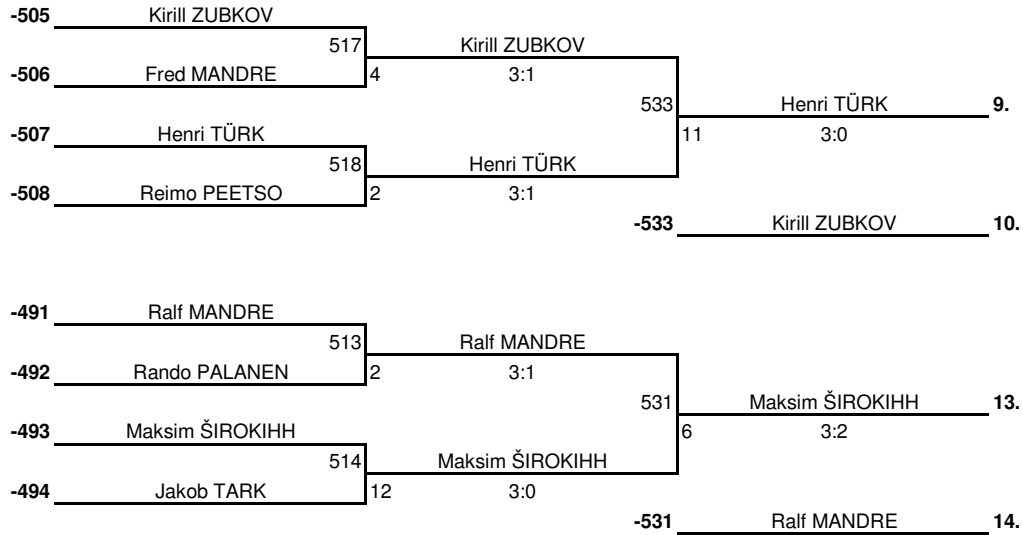 -505 Kirill ZUBKOV
517 Kirill ZUBKOV
-506 Fred MANDRE 4 3:1
533 Henri TÜRK 9.
-507 Henri TÜRK 11 3:0
518 Henri TÜRK
-508 Reimo PEETSO 2 3:1
-533 Kirill ZUBKOV 10.
-491 Ralf MANDRE
513 Ralf MANDRE
-492 Rando PALANEN 2 3:1
531 Maksim ŠIROKIHH 13.
-493 Maksim ŠIROKIHH 6 3:2
514 Maksim ŠIROKIHH
-494 Jakob TARK 12 3:0
-531 Ralf MANDRE 14.